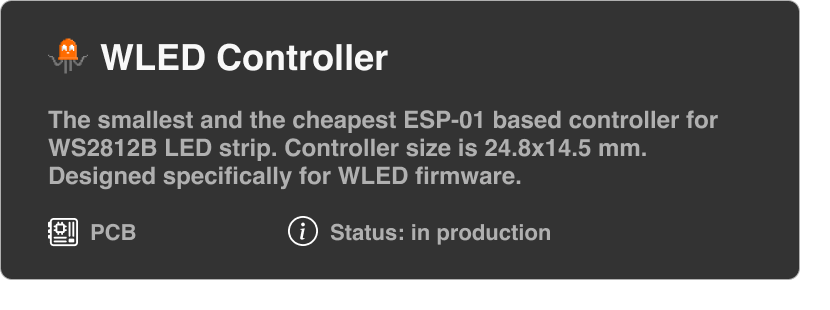 WLED Controller
The smallest and the cheapest ESP-01 based controller for
WS2812B LED strip. Controller size is 24.8x14.5 mm.
Designed specifically for WLED firmware.
PCB
Status: in production